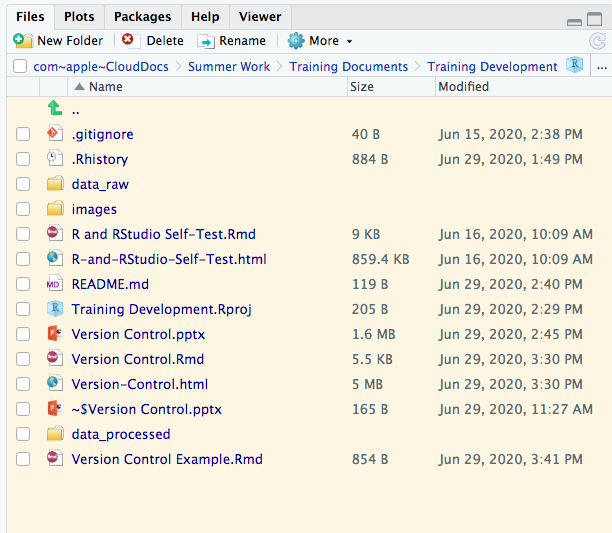 Files Plots Packages Help Viewer
New Folder Delete Rename More
com~apple~CloudDocs Summer Work Training Documents Training Development R ...
Name Size Modified
..
.gitignore 40 B Jun 15, 2020, 2:38 PM
.Rhistory 884 B Jun 29, 2020, 1:49 PM
data_raw
images
R and RStudio Self-Test.Rmd 9 KB Jun 16, 2020, 10:09 AM
R-and-RStudio-Self-Test.html 859.4 KB Jun 16, 2020, 10:09 AM
MD README.md 119 B Jun 29, 2020, 2:40 PM
R Training Development.Rproj 205 B Jun 29, 2020, 2:29 PM
P Version Control.pptx 1.6 MB Jun 29, 2020, 2:45 PM
Version Control.Rmd 5.5 KB Jun 29, 2020, 3:30 PM
Version-Control.html 5 MB Jun 29, 2020, 3:30 PM
P ~$Version Control.pptx 165 B Jun 29, 2020, 11:27 AM
data_processed
Version Control Example.Rmd 854 B Jun 29, 2020, 3:41 PM